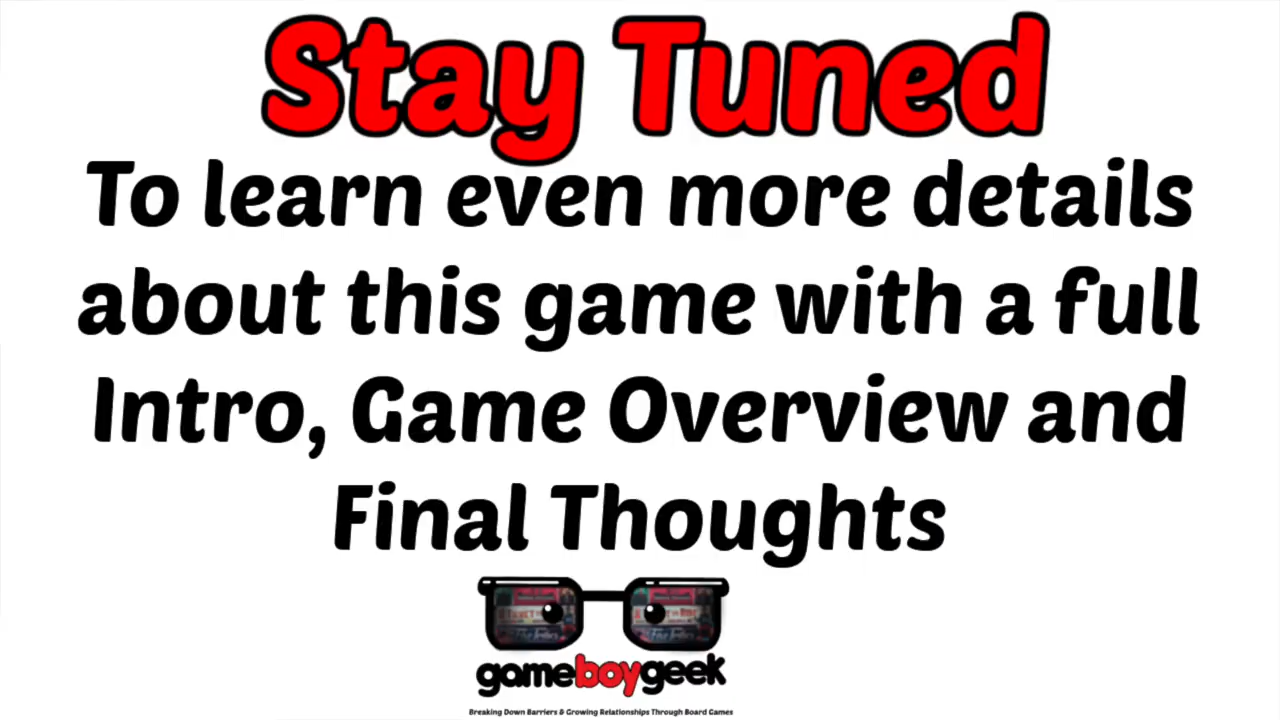 Stay Tuned
To learn even more details
about this game with a full
Intro, Game Overview and
Final Thoughts
gameboygeek
Breaking Down Barriers & Growing Relationships Through Board Games